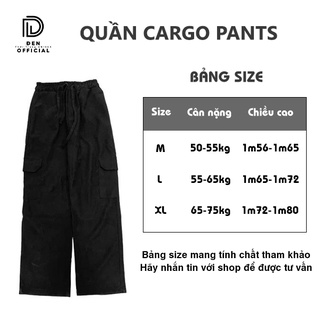 ĐEN
OFFICIAL
QUẦN CARGO PANTS
BẢNG SIZE
Size Cân nặng Chiều cao
M 50-55kg 1m56-1m65
L 55-65kg 1m65-1m72
XL 65-75kg 1m72-1m80
Bảng size mang tính chất tham khảo
Hãy nhắn tin với shop để được tư vấn